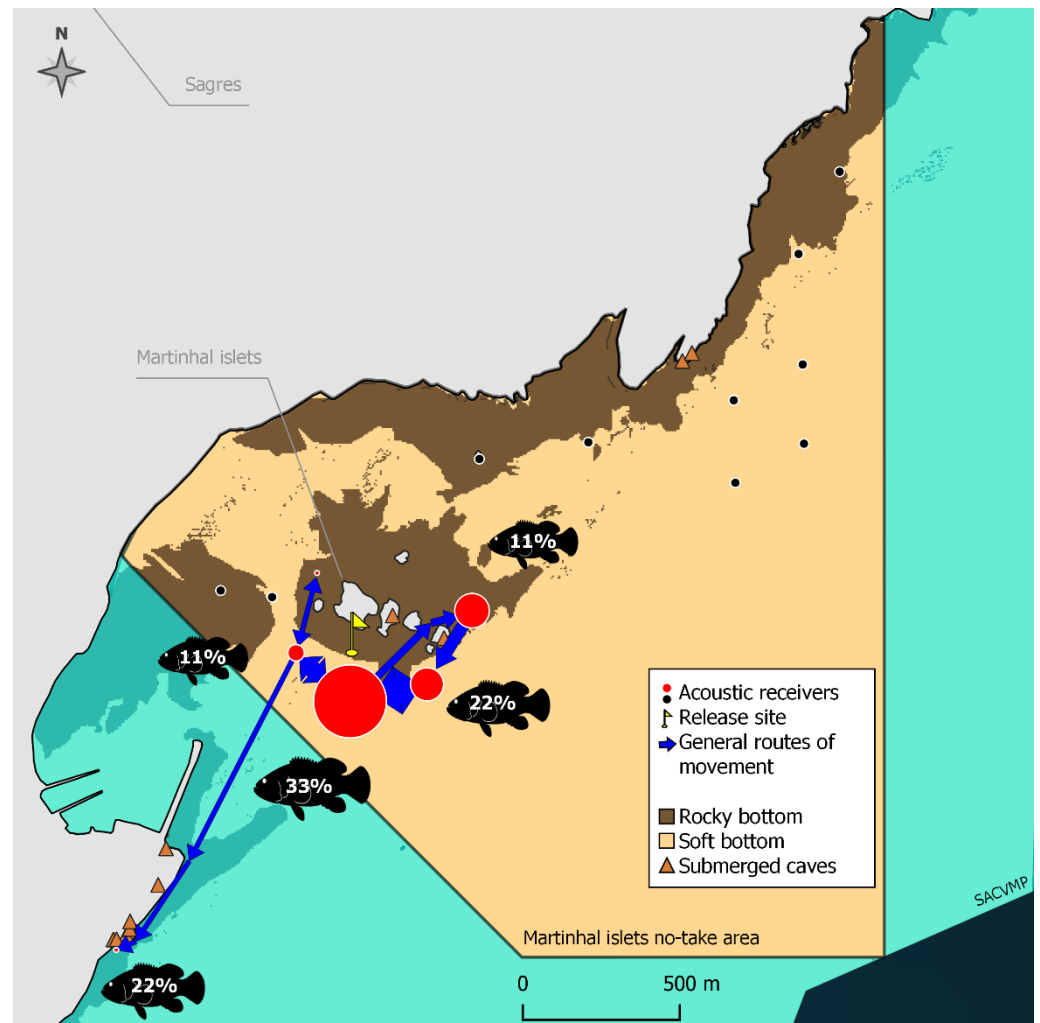 N
Sagres
Martinhal islets
11%
11%
22%
33%
22%
Acoustic receivers
Release site
General routes of
movement
Rocky bottom
Soft bottom
Submerged caves
SACVMP
Martinhal islets no-take area
0
500 m